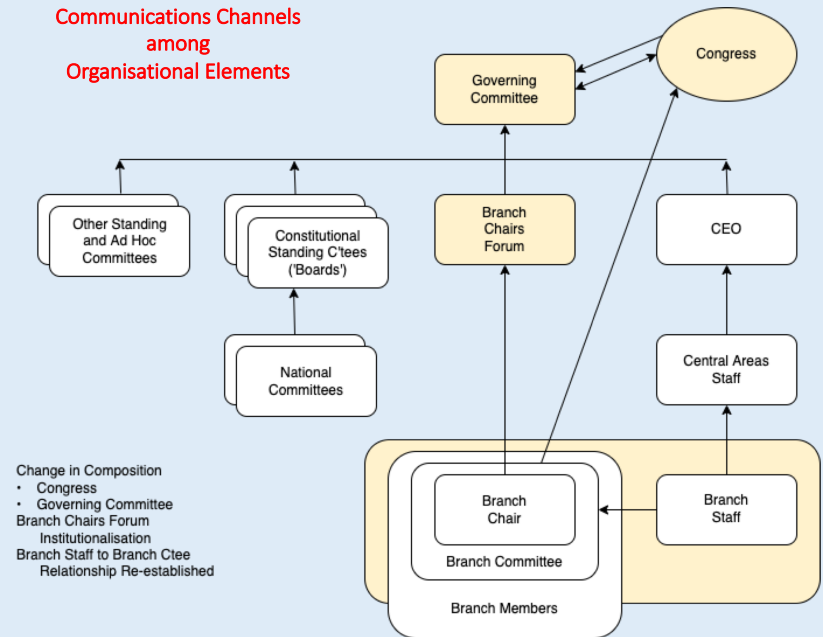 Communications Channels
among
Organisational Elements
Congress
Governing
Committee
Other Standing
and Ad Hoc
Committees
Constitutional
Standing C'tees
('Boards')
Branch
Chairs
Forum
CEO
National
Committees
Central Areas
Staff
Change in Composition
• Congress
• Governing Committee
Branch Chairs Forum
Institutionalisation
Branch Staff to Branch Ctee
Relationship Re-established
Branch
Chair
Branch Committee
Branch Members
Branch
Staff